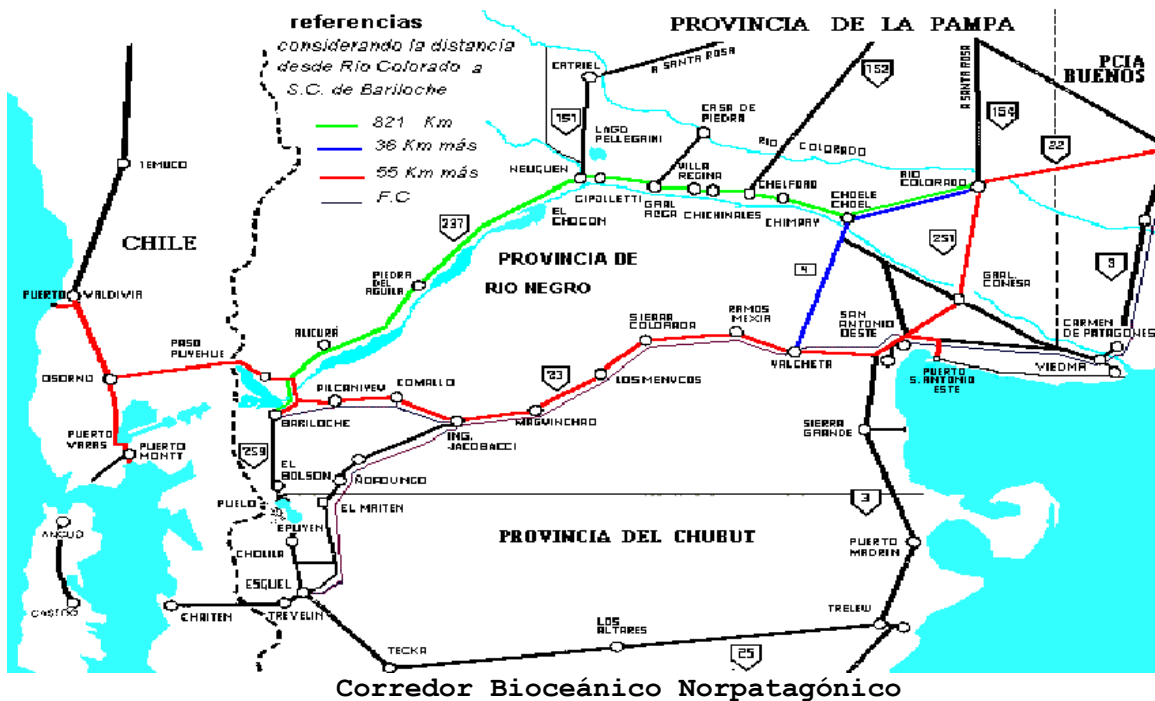 referencias
considerando la distancia
desde Rio Colorado a
S.C. de Bariloche
821 Km
36 Km más
55 Km más
F.C
PROVINCIA DE LA PAMPA
PCIA
BUENOS
CATRIEL
A SANTA ROSA
152
A SANTA ROSA
154
22
151
LAGO
PELLEGRINI
CASA DE
PIEDRA
RIO COLORADO
NEUQUEN
CIPOLLETTI
VILLA
REGINA
GRAL
ROCA
CHICHINALES
CHELFORO
CHIMPAY
CHOELE
CHOEL
RIO
COLORADO
TEMUCO
CHILE
237
EL
CHOCON
251
3
4
PROVINCIA DE
RIO NEGRO
PIEDRA
DEL
AGUILA
GRAL.
CONESA
PUERTO
VALDIVIA
ALICURÁ
SIERRA
COLORADA
RAMOS
MEXIA
SAN
ANTONIO
OESTE
CARMEN
DE PATAGONES
VIEDMA
PASO
PUYEHUE
OSORNO
PILCANIYEU
COMALLO
23
LOS MENUCOS
VALCHETA
PUERTO
S. ANTONIO
ESTE
BARILOCHE
ING.
JACOBACCI
MAQUINCHAO
SIERRA
GRANDE
PUERTO
VARAS
PUERTO
MONTT
259
EL
BOLSON
PUELO
EL MAITEN
3
EPUYEN
CHOLILA
PROVINCIA DEL CHUBUT
PUERTO
MADRIN
ANCUD
ESQUEL
CASTRO
CHAITEN
TREVELIN
TRELEW
LOS
ALTARES
TECKA
25
Corredor Bioceánico Norpatagónico